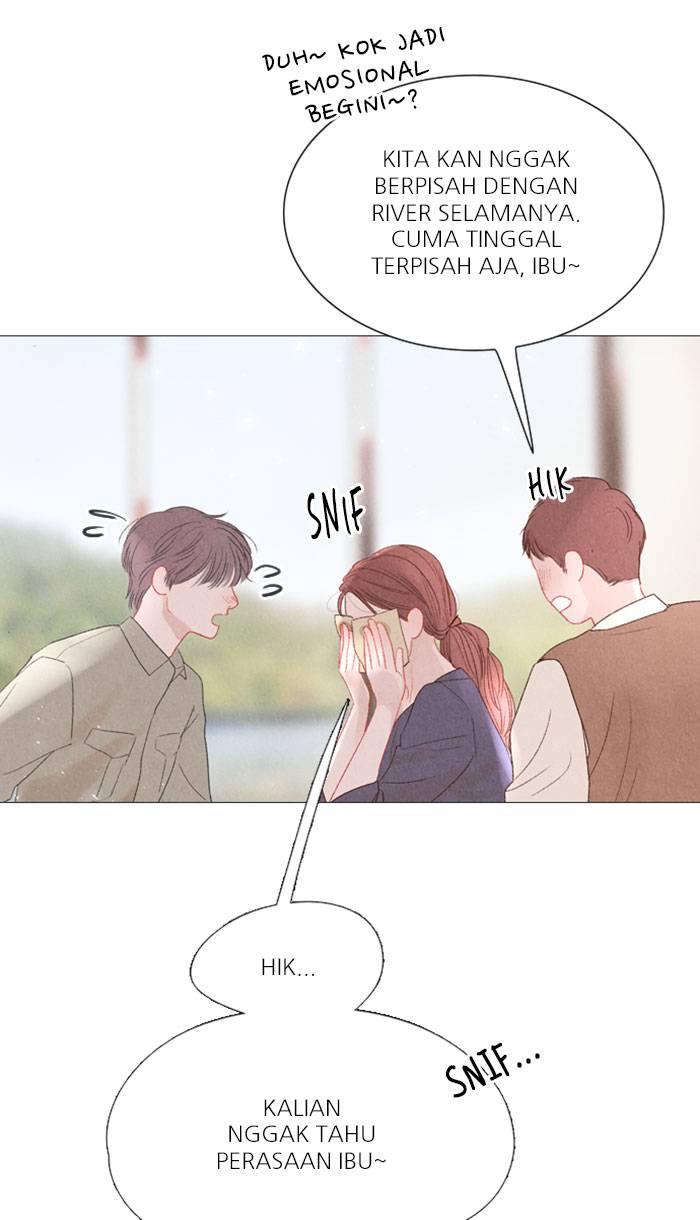 DUH~ KOK JADI
EMOSIONAL
BEGINI~?
KITA KAN NGGAK
BERPISAH DENGAN
RIVER SELAMANYA.
CUMA TINGGAL
TERPISAH AJA, IBU~
HIK
SNIF
HIK...
SNIF...
KALIAN
NGGAK TAHU
PERASAAN IBU~